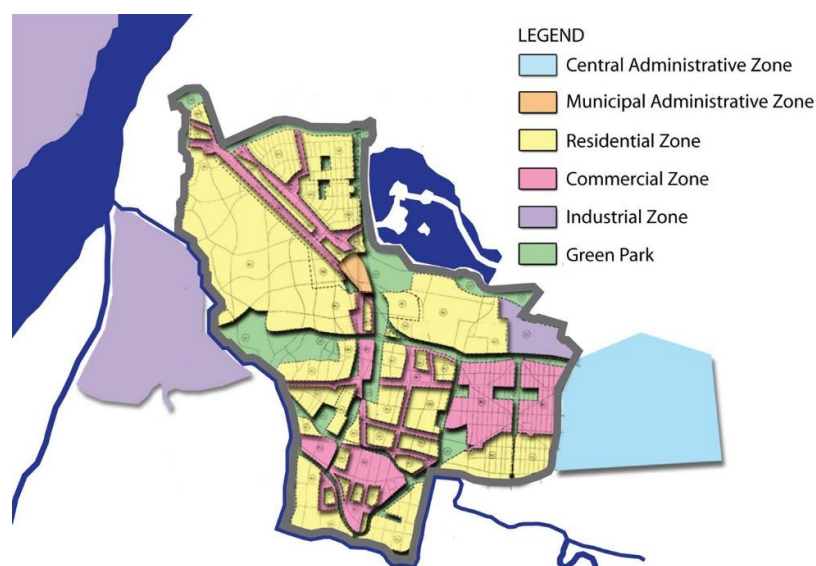 LEGEND
Central Administrative Zone
Municipal Administrative Zone
Residential Zone
Commercial Zone
Industrial Zone
Green Park